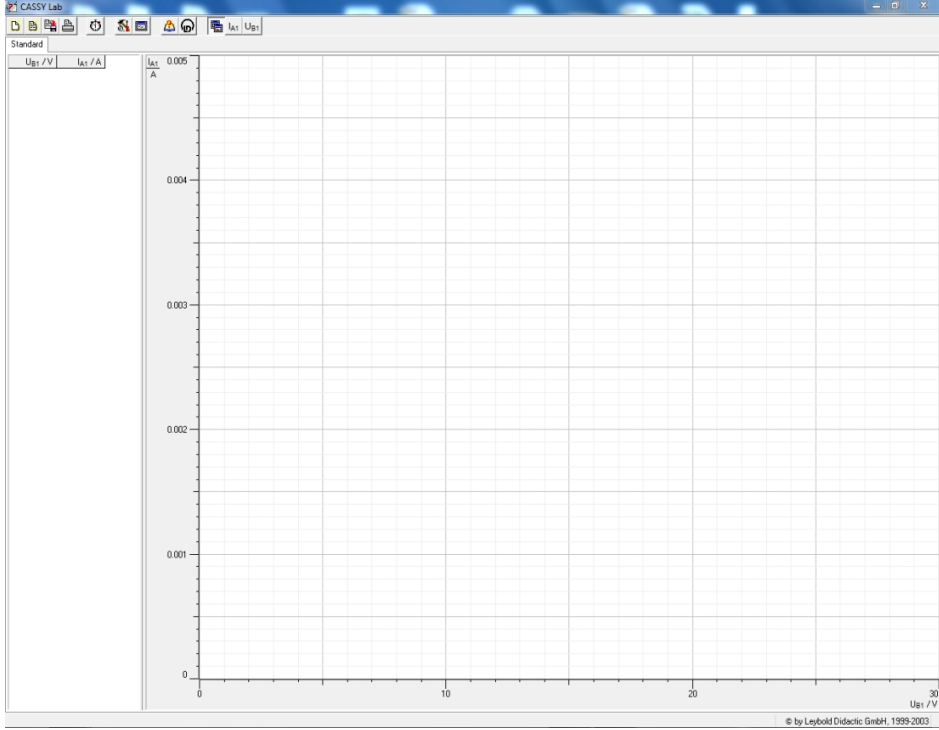 CASSY Lab
IA1 UB1
Standard
UB1 / V IA1 / A
IA1
A
0.005
0.004
0.003
0.002
0.001
0
0 10 20 30
UB1 / V
© by Leybold Didactic GmbH, 1999-2003